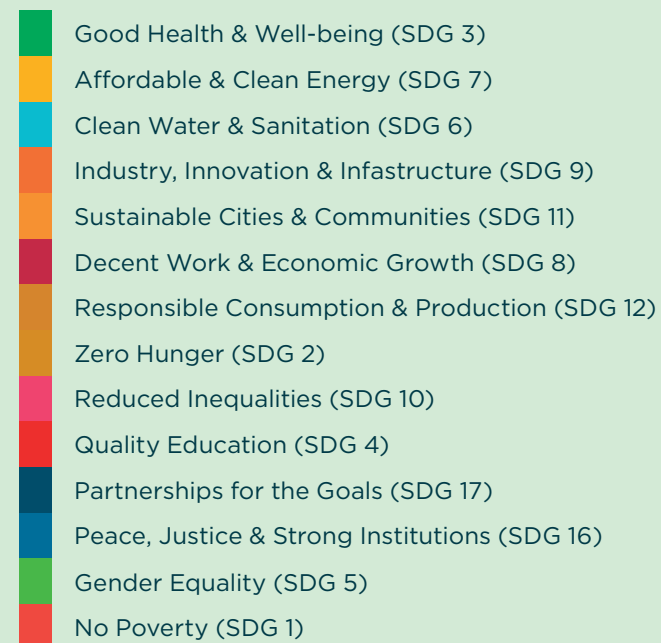 Good Health & Well-being (SDG 3)
Affordable & Clean Energy (SDG 7)
Clean Water & Sanitation (SDG 6)
Industry, Innovation & Infastructure (SDG 9)
Sustainable Cities & Communities (SDG 11)
Decent Work & Economic Growth (SDG 8)
Responsible Consumption & Production (SDG 12)
Zero Hunger (SDG 2)
Reduced Inequalities (SDG 10)
Quality Education (SDG 4)
Partnerships for the Goals (SDG 17)
Peace, Justice & Strong Institutions (SDG 16)
Gender Equality (SDG 5)
No Poverty (SDG 1)